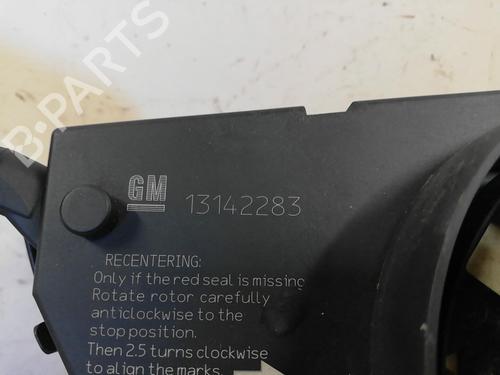 B-PARTS
GM 13142283
RECENTERING:
Only if the red seal is missing
Rotate rotor carefully
anticlockwise to the
stop position.
Then 2.5 turns clockwise
to align the marks.